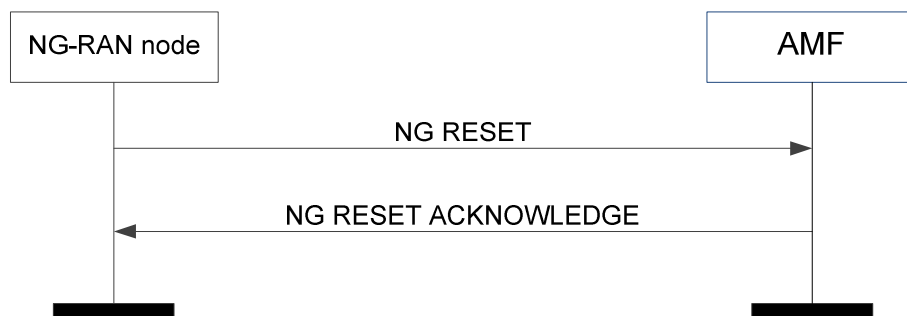 NG-RAN node
AMF
NG RESET
NG RESET ACKNOWLEDGE